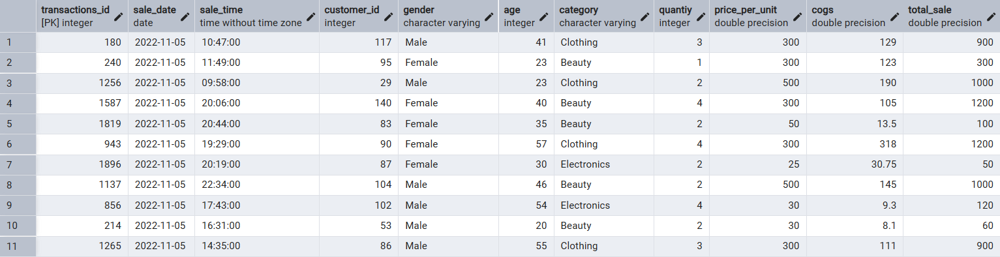 transactions_id sale_date sale_time customer_id gender age category quantiy price_per_unit cogs total_sale
[PK] integer date time without time zone integer character varying integer character varying integer double precision double precision double precision
1 180 2022-11-05 10:47:00 117 Male 41 Clothing 3 300 129 900
2 240 2022-11-05 11:49:00 95 Female 23 Beauty 1 300 123 300
3 1256 2022-11-05 09:58:00 29 Male 23 Clothing 2 500 190 1000
4 1587 2022-11-05 20:06:00 140 Female 40 Beauty 4 300 105 1200
5 1819 2022-11-05 20:44:00 83 Female 35 Beauty 2 50 13.5 100
6 943 2022-11-05 19:29:00 90 Female 57 Clothing 4 300 318 1200
7 1896 2022-11-05 20:19:00 87 Female 30 Electronics 2 25 30.75 50
8 1137 2022-11-05 22:34:00 104 Male 46 Beauty 2 500 145 1000
9 856 2022-11-05 17:43:00 102 Male 54 Electronics 4 30 9.3 120
10 214 2022-11-05 16:31:00 53 Male 20 Beauty 2 30 8.1 60
11 1265 2022-11-05 14:35:00 86 Male 55 Clothing 3 300 111 900